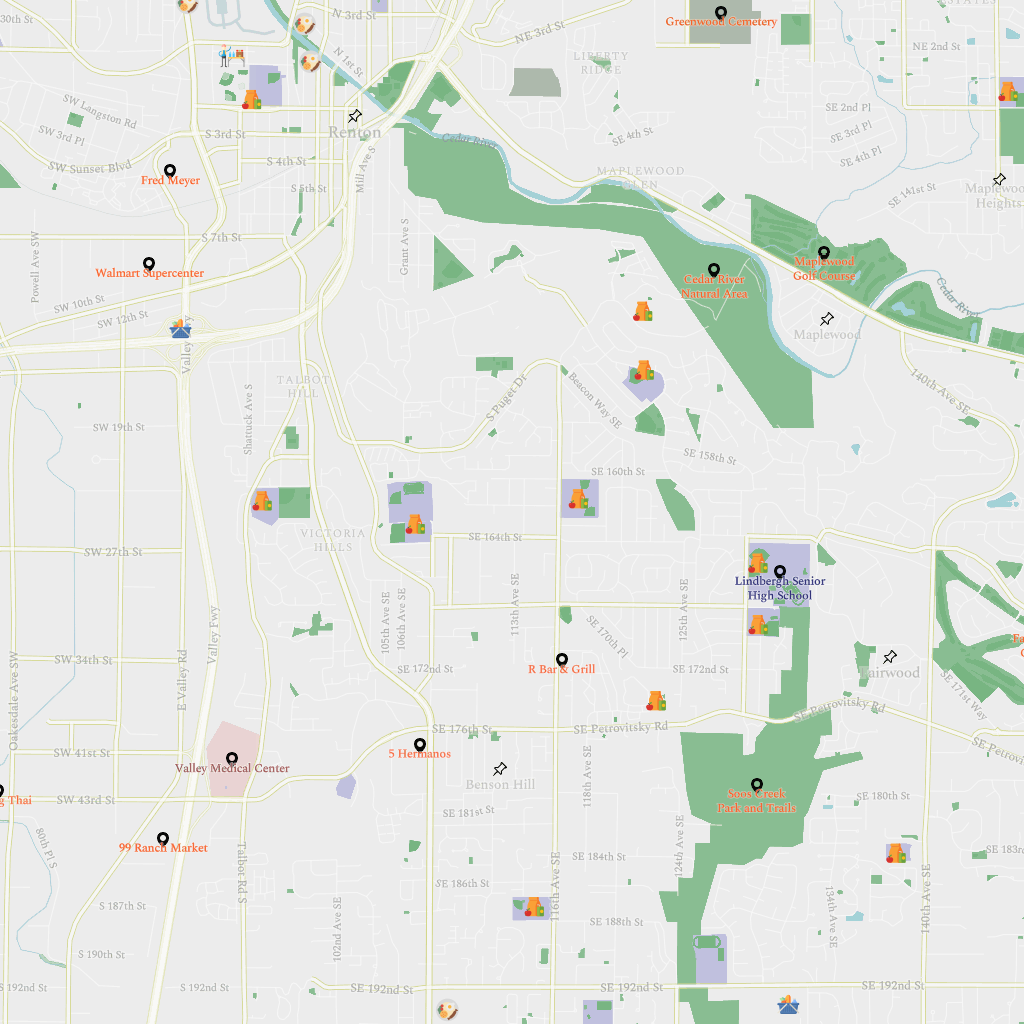 30th St
N 3rd St
NE 3rd St
Greenwood Cemetery
STATES
NE 2nd St
N 1st St
LIBERTY
RIDGE
SW Langston Rd
SE 2nd Pl
SW 3rd Pl
S 3rd St
Renton
SE 4th St
SE 3rd Pl
Cedar River
SE 4th Pl
SW Sunset Blvd
S 4th St
Mill Ave S
MAPLEWOOD
GLEN
Fred Meyer
S 5th St
SE 141st St
Maplewood
Heights
Powell Ave SW
S 7th St
Grant Ave S
Walmart Supercenter
Maplewood
Golf Course
Cedar River
Natural Area
Cedar River
SW 10th St
SW 12th St
Maplewood
Valley
TALBOT
HILL
S Puget Dr
Beacon Way SE
140th Ave SE
Shattuck Ave S
SW 19th St
SE 158th St
SE 160th St
VICTORIA
HILLS
SE 164th St
SW 27th St
Lindbergh Senior
High School
105th Ave SE
106th Ave SE
113th Ave SE
125th Ave SE
SE 170th Pl
Valley Fwy
SW 34th St
E Valley Rd
SE 172nd St
R Bar & Grill
SE 172nd St
Fairwood
SE 171st Way
Oakesdale Ave SW
SE 176th St
SE Petrovitsky Rd
SE Petrovitsky Rd
SE Petrovits
SW 41st St
5 Hermanos
Valley Medical Center
Benson Hill
118th Ave SE
g Thai
SW 43rd St
Soos Creek
Park and Trails
SE 180th St
SE 181st St
80th Pl S
99 Ranch Market
Talbot Rd S
124th Ave SE
SE 184th St
SE 183rd
SE 186th St
116th Ave SE
134th Ave SE
140th Ave SE
S 187th St
102nd Ave SE
SE 188th St
S 190th St
S 192nd St
S 192nd St
SE 192nd St
SE 192nd St